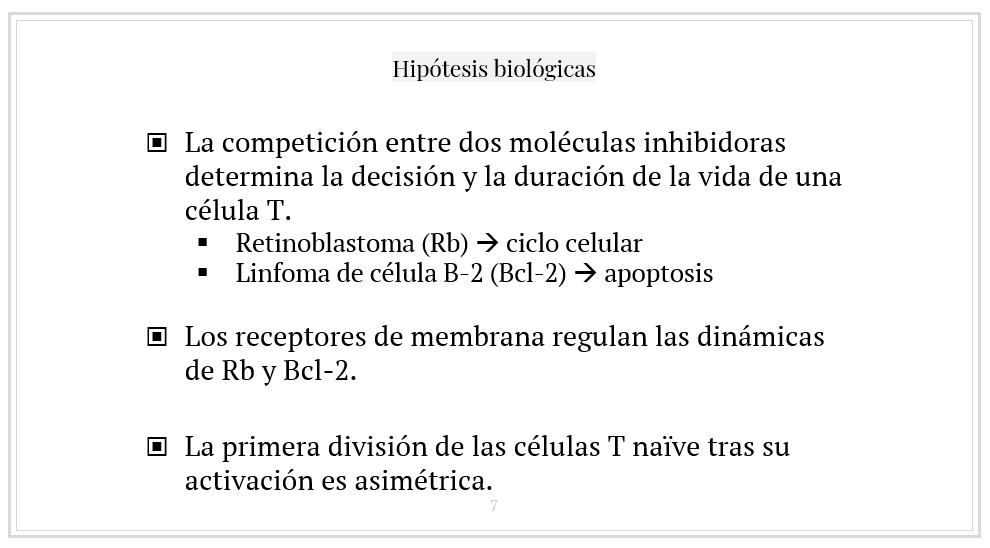 Hipótesis biológicas
La competición entre dos moléculas inhibidoras
determina la decisión y la duración de la vida de una
célula T.
Retinoblastoma (Rb) → ciclo celular
Linfoma de célula B-2 (Bcl-2) → apoptosis
Los receptores de membrana regulan las dinámicas
de Rb y Bcl-2.
La primera división de las células T naïve tras su
activación es asimétrica.
7